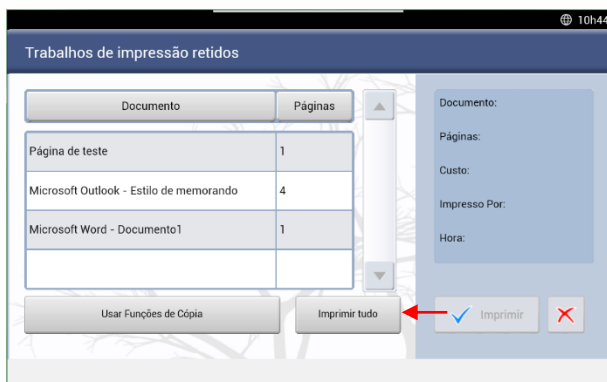 10h44
Trabalhos de impressão retidos
Documento Páginas
Página de teste 1
Microsoft Outlook - Estilo de memorando 4
Microsoft Word - Documento1 1
Usar Funções de Cópia Imprimir tudo
Documento:
Páginas:
Custo:
Impresso Por:
Hora:
Imprimir